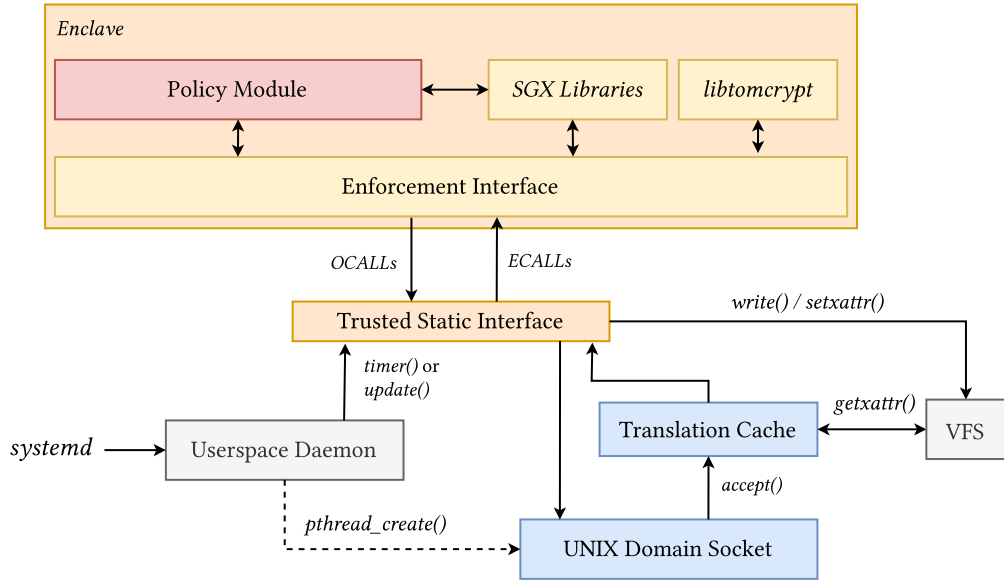 Enclave
Policy Module
SGX Libraries
libtomcrypt
Enforcement Interface
OCALLs
ECALLs
write() / setxattr()
Trusted Static Interface
timer() or
update()
getxattr()
Translation Cache
VFS
systemd
Userspace Daemon
accept()
pthread_create()
UNIX Domain Socket